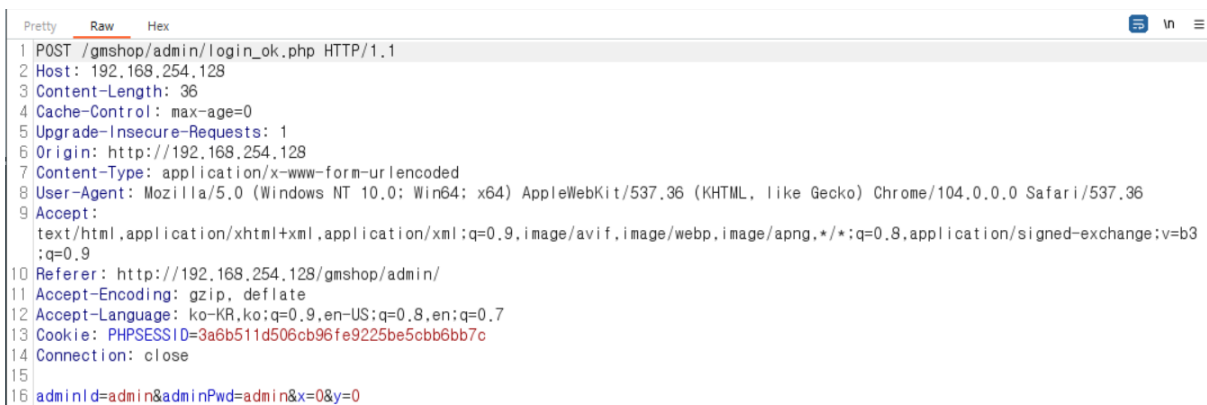 Pretty Raw Hex \n
1 POST /gmshop/admin/login_ok.php HTTP/1.1
2 Host: 192.168.254.128
3 Content-Length: 36
4 Cache-Control: max-age=0
5 Upgrade-Insecure-Requests: 1
6 Origin: http://192.168.254.128
7 Content-Type: application/x-www-form-urlencoded
8 User-Agent: Mozilla/5.0 (Windows NT 10.0; Win64; x64) AppleWebKit/537.36 (KHTML, like Gecko) Chrome/104.0.0.0 Safari/537.36
9 Accept:
text/html,application/xhtml+xml,application/xml;q=0.9,image/avif,image/webp,image/apng,*/*;q=0.8,application/signed-exchange;v=b3
;q=0.9
10 Referer: http://192.168.254.128/gmshop/admin/
11 Accept-Encoding: gzip, deflate
12 Accept-Language: ko-KR,ko;q=0.9,en-US;q=0.8,en;q=0.7
13 Cookie: PHPSESSID=3a6b511d506cb96fe9225be5cbb6bb7c
14 Connection: close
15
16 adminId=admin&adminPwd=admin&x=0&y=0